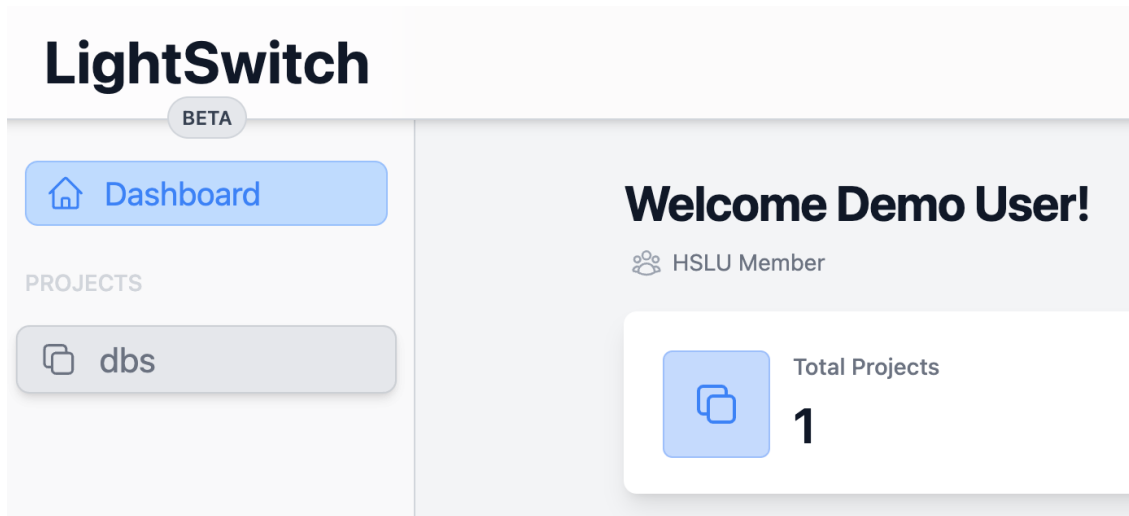 LightSwitch
BETA
Dashboard
PROJECTS
dbs
Welcome Demo User!
HSLU Member
Total Projects
1